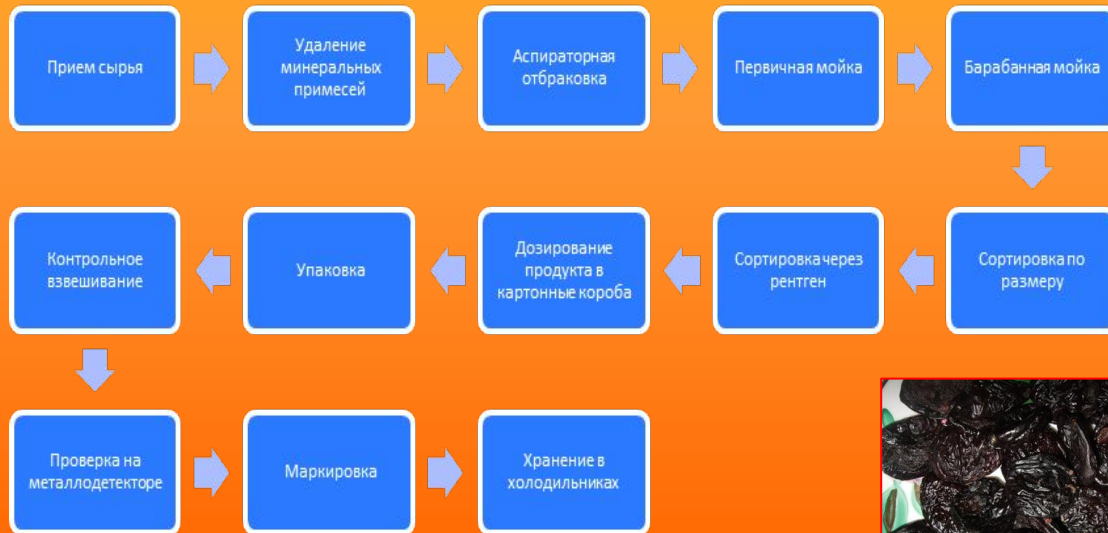 Прием сырья
Удаление
минеральных
примесей
Аспираторная
отбраковка
Первичная мойка
Барабанная мойка
Сортировка по
размеру
Сортировка через
рентген
Дозирование
продукта в
картонные короба
Упаковка
Контрольное
взвешивание
Проверка на
металлодетекторе
Маркировка
Хранение в
холодильниках